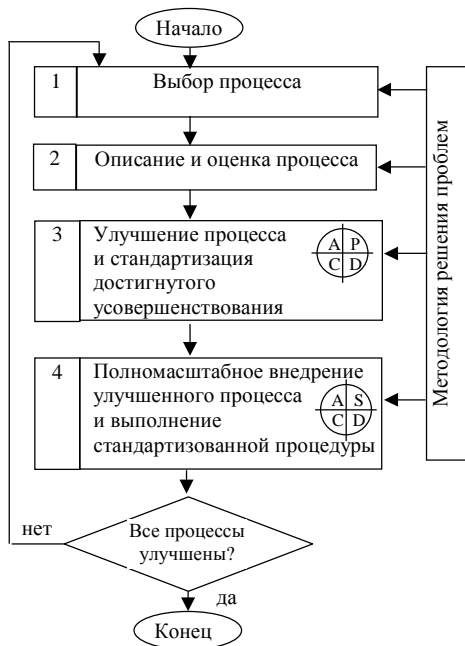 Начало
1
Выбор процесса
2
Описание и оценка процесса
3
Улучшение процесса
и стандартизация
достигнутого
усовершенствования
A P
C D
4
Полномасштабное внедрение
улучшенного процесса
и выполнение
стандартизованной процедуры
A S
C D
Методология решения проблем
нет
Все процессы
улучшены?
да
Конец